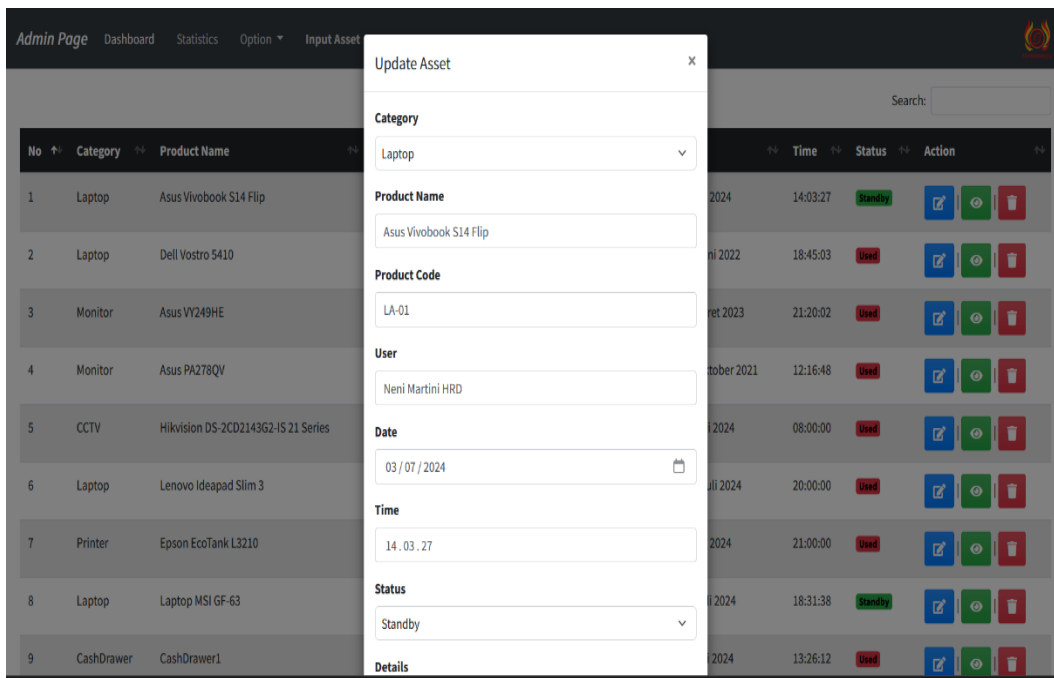 Admin Page Dashboard Statistics Option Input Asset
Update Asset ×
Search:
No Category Product Name Time Status Action
1 Laptop Asus Vivobook S14 Flip 2024 14:03:27 Standby
2 Laptop Dell Vostro 5410 ni 2022 18:45:03 Used
3 Monitor Asus VY249HE ret 2023 21:20:02 Used
4 Monitor Asus PA278QV tober 2021 12:16:48 Used
5 CCTV Hikvision DS-2CD2143G2-IS 21 Series i 2024 08:00:00 Used
6 Laptop Lenovo Ideapad Slim 3 uli 2024 20:00:00 Used
7 Printer Epson EcoTank L3210 2024 21:00:00 Used
8 Laptop Laptop MSI GF-63 li 2024 18:31:38 Standby
9 CashDrawer CashDrawer1 i 2024 13:26:12 Used
Category
Laptop
Product Name
Asus Vivobook S14 Flip
Product Code
LA-01
User
Neni Martini HRD
Date
03 / 07 / 2024
Time
14 . 03 . 27
Status
Standby
Details